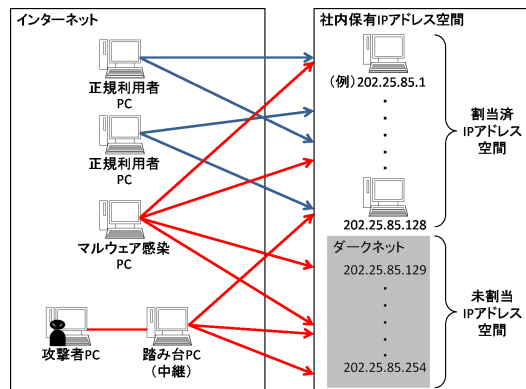 インターネット
正規利用者
PC
正規利用者
PC
マルウェア感染
PC
攻撃者PC
踏み台PC
(中継)
社内保有IPアドレス空間
(例)202.25.85.1
202.25.85.128
割当済
IPアドレス
空間
ダークネット
202.25.85.129
202.25.85.254
未割当
IPアドレス
空間